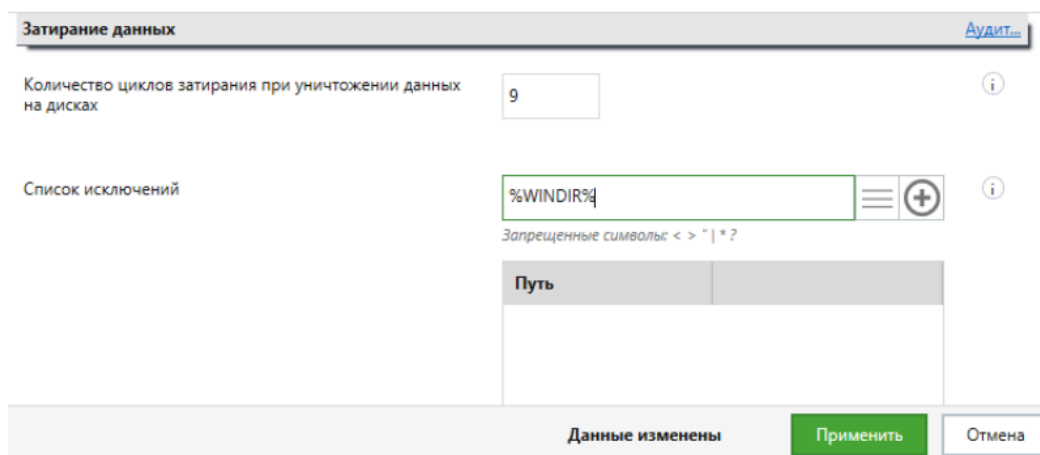 Затирание данных
Аудит...
Количество циклов затирания при уничтожении данных
на дисках
9
Список исключений
%WINDIR%
Запрещенные символы: < > " | * ?
Путь
Данные изменены
Применить
Отмена